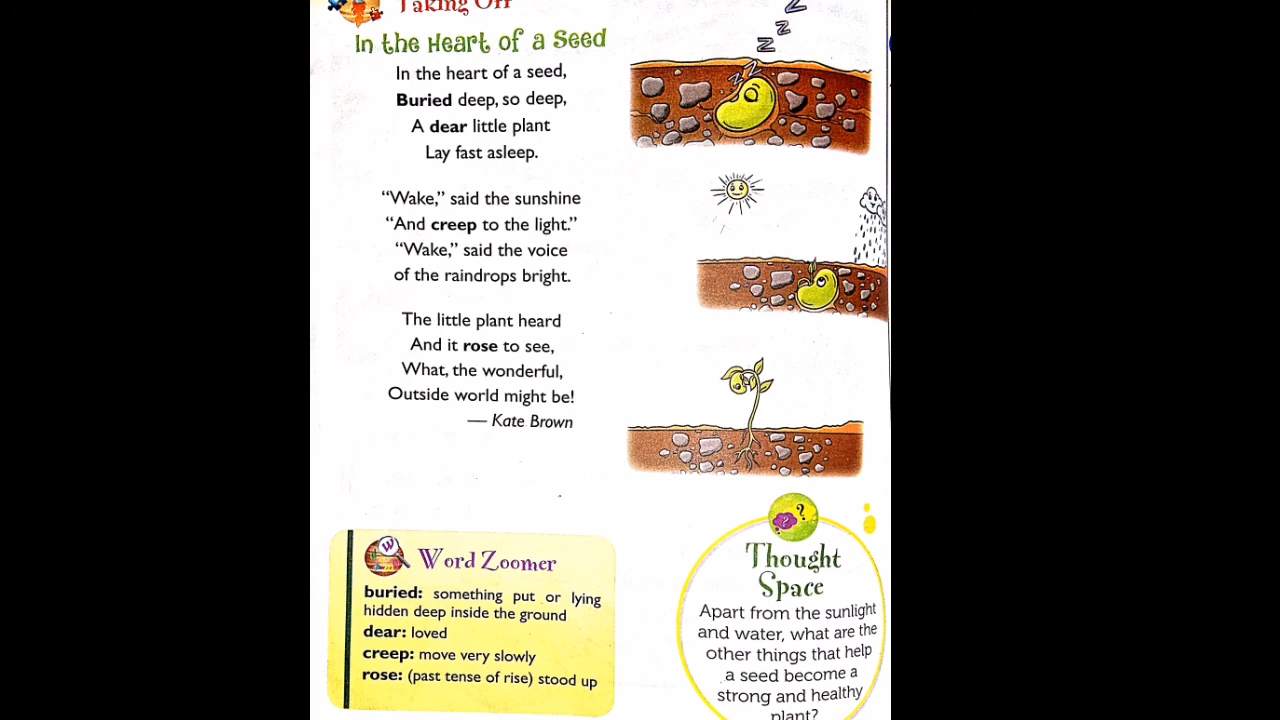 Taking Off
In the Heart of a Seed
In the heart of a seed,
Buried deep, so deep,
A dear little plant
Lay fast asleep.
“Wake,” said the sunshine
“And creep to the light.”
“Wake,” said the voice
of the raindrops bright.
The little plant heard
And it rose to see,
What, the wonderful,
Outside world might be!
— Kate Brown
z
z
z
z
z
Word Zoomer
buried: something put or lying
hidden deep inside the ground
dear: loved
creep: move very slowly
rose: (past tense of rise) stood up
? ?
Thought
Space
Apart from the sunlight
and water, what are the
other things that help
a seed become a
strong and healthy
plant?